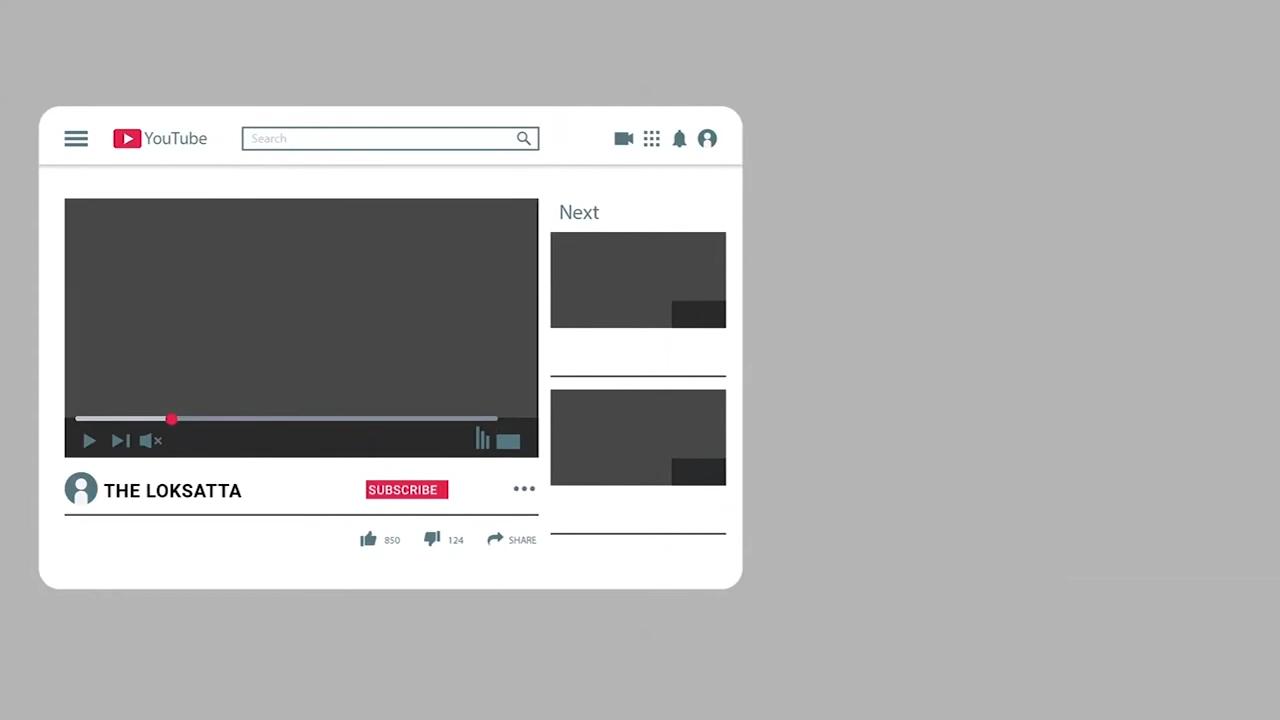 YouTube
Search
Next
THE LOKSATTA
SUBSCRIBE
850
124
SHARE